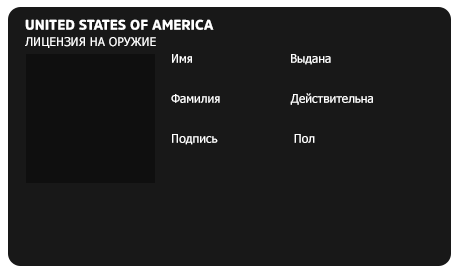 UNITED STATES OF AMERICA
ЛИЦЕНЗИЯ НА ОРУЖИЕ
Имя
Выдана
Фамилия
Действительна
Подпись
Пол